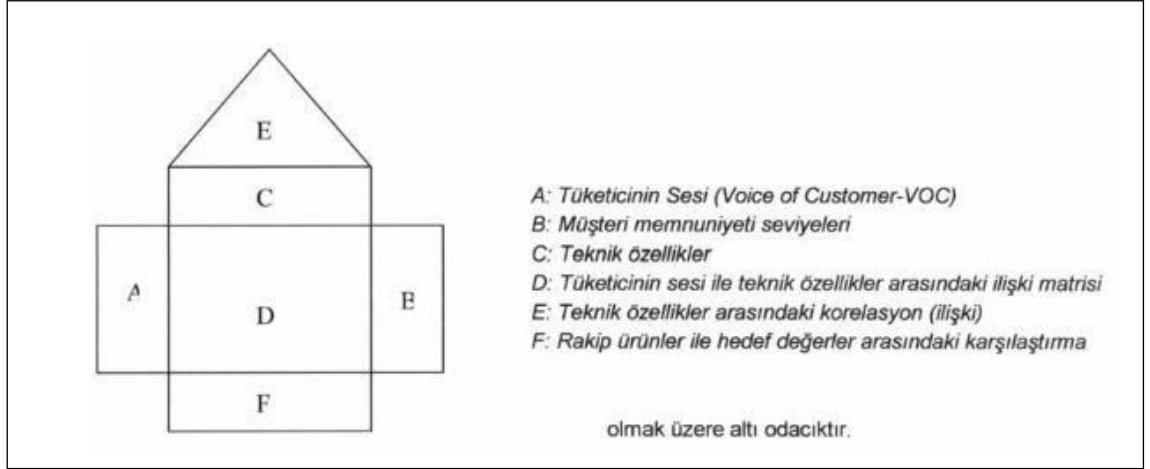 E
C
A
D
B
F
A: Tüketicinin Sesi (Voice of Customer-VOC)
B: Müşteri memnuniyeti seviyeleri
C: Teknik özellikler
D: Tüketicinin sesi ile teknik özellikler arasındaki ilişki matrisi
E: Teknik özellikler arasındaki korelasyon (ilişki)
F: Rakip ürünler ile hedef değerler arasındaki karşılaştırma
olmak üzere altı odacıktır.